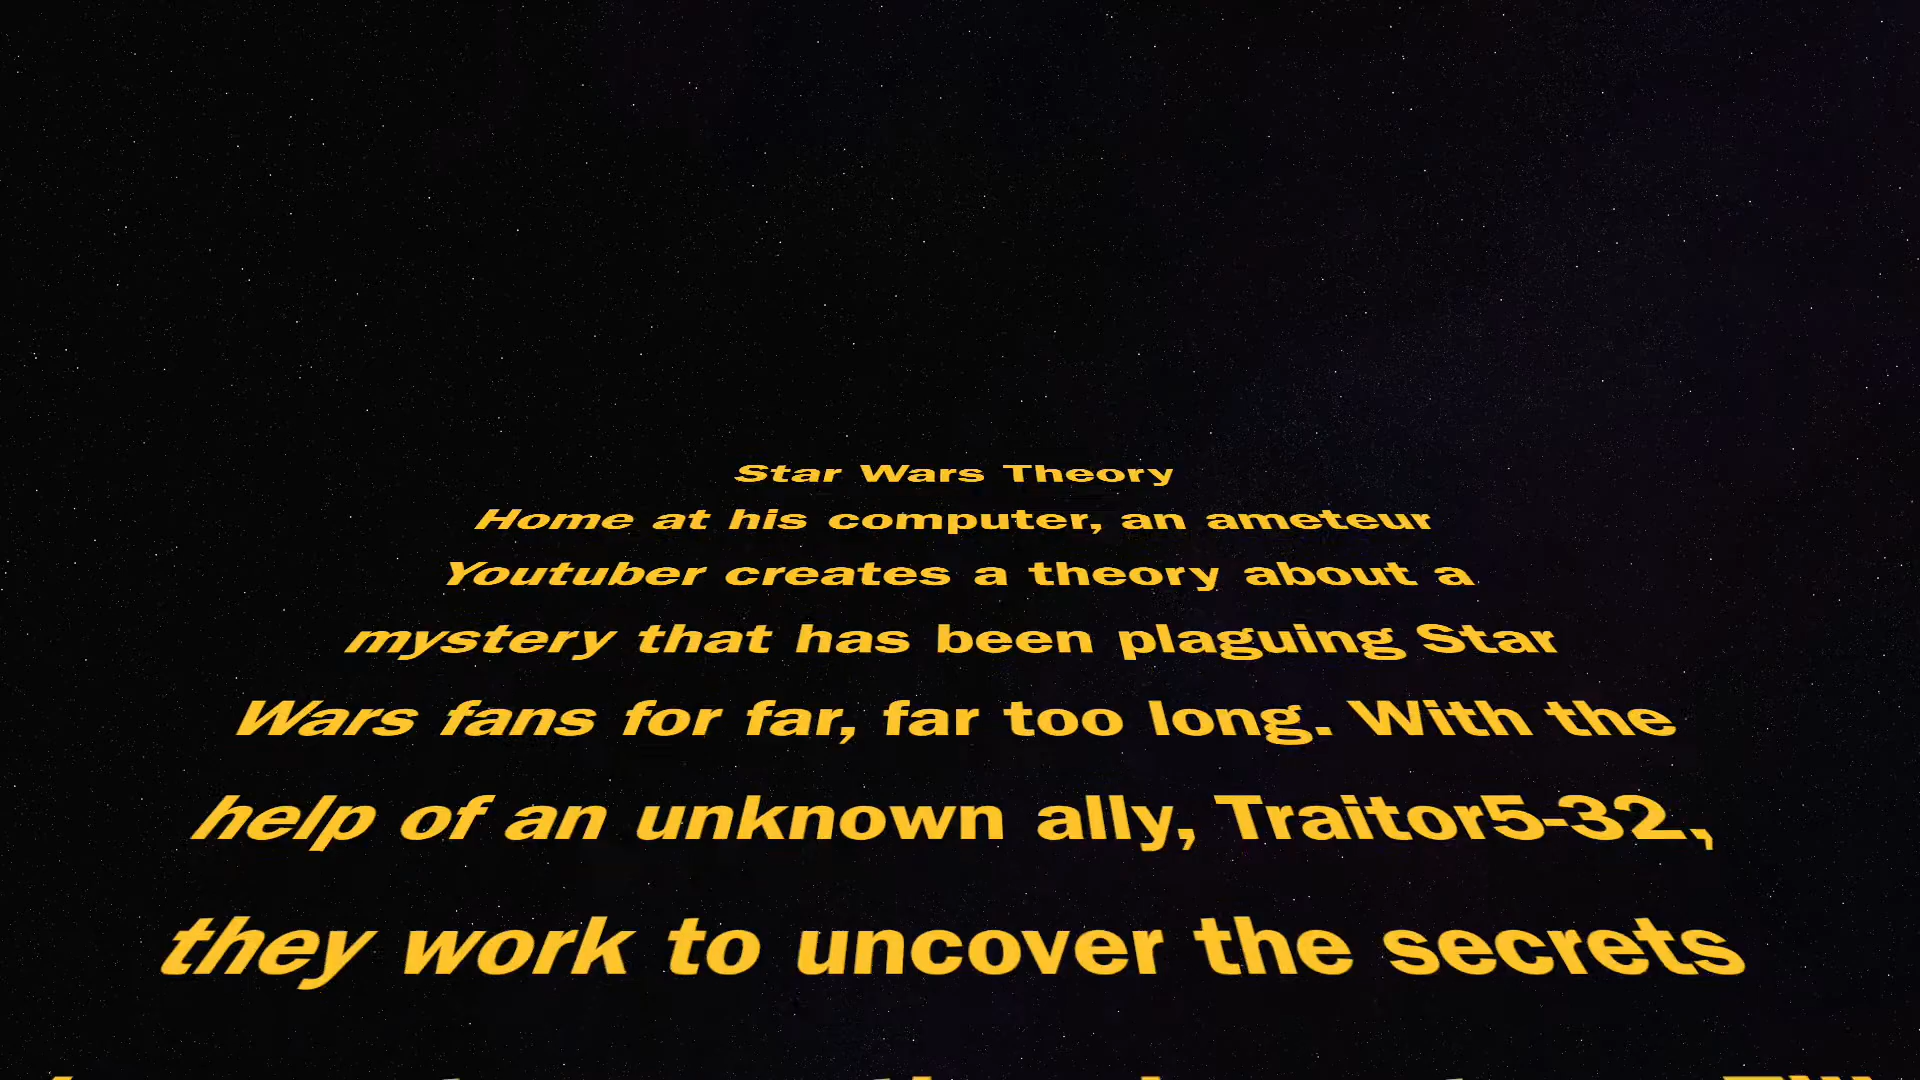 Star Wars Theory
Home at his computer, an ameteur
Youtuber creates a theory about a
mystery that has been plaguing Star
Wars fans for far, far too long. With the
help of an unknown ally, Traitor5-32,
they work to uncover the secrets